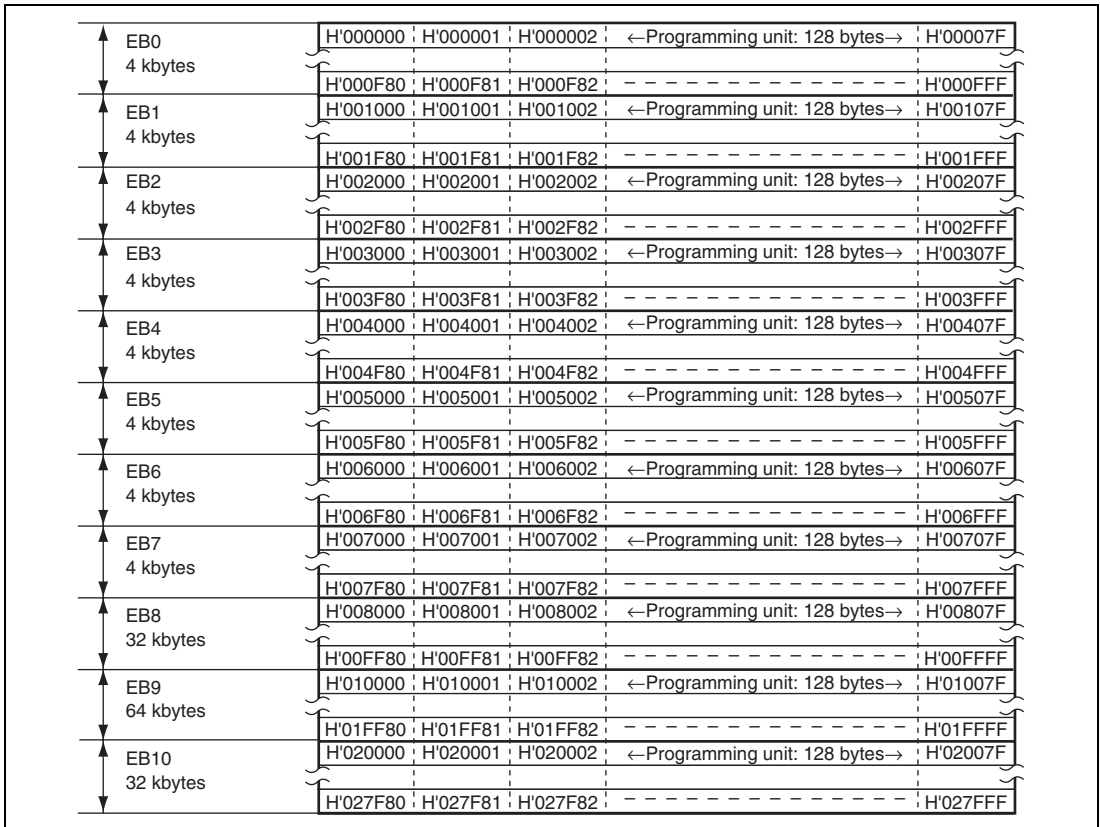 EB0
4 kbytes
H'000000 H'000001 H'000002 ←Programming unit: 128 bytes→ H'00007F
H'000F80 H'000F81 H'000F82 H'000FFF
EB1
4 kbytes
H'001000 H'001001 H'001002 ←Programming unit: 128 bytes→ H'00107F
H'001F80 H'001F81 H'001F82 H'001FFF
EB2
4 kbytes
H'002000 H'002001 H'002002 ←Programming unit: 128 bytes→ H'00207F
H'002F80 H'002F81 H'002F82 H'002FFF
EB3
4 kbytes
H'003000 H'003001 H'003002 ←Programming unit: 128 bytes→ H'00307F
H'003F80 H'003F81 H'003F82 H'003FFF
EB4
4 kbytes
H'004000 H'004001 H'004002 ←Programming unit: 128 bytes→ H'00407F
H'004F80 H'004F81 H'004F82 H'004FFF
EB5
4 kbytes
H'005000 H'005001 H'005002 ←Programming unit: 128 bytes→ H'00507F
H'005F80 H'005F81 H'005F82 H'005FFF
EB6
4 kbytes
H'006000 H'006001 H'006002 ←Programming unit: 128 bytes→ H'00607F
H'006F80 H'006F81 H'006F82 H'006FFF
EB7
4 kbytes
H'007000 H'007001 H'007002 ←Programming unit: 128 bytes→ H'00707F
H'007F80 H'007F81 H'007F82 H'007FFF
EB8
32 kbytes
H'008000 H'008001 H'008002 ←Programming unit: 128 bytes→ H'00807F
H'00FF80 H'00FF81 H'00FF82 H'00FFFF
EB9
64 kbytes
H'010000 H'010001 H'010002 ←Programming unit: 128 bytes→ H'01007F
H'01FF80 H'01FF81 H'01FF82 H'01FFFF
EB10
32 kbytes
H'020000 H'020001 H'020002 ←Programming unit: 128 bytes→ H'02007F
H'027F80 H'027F81 H'027F82 H'027FFF